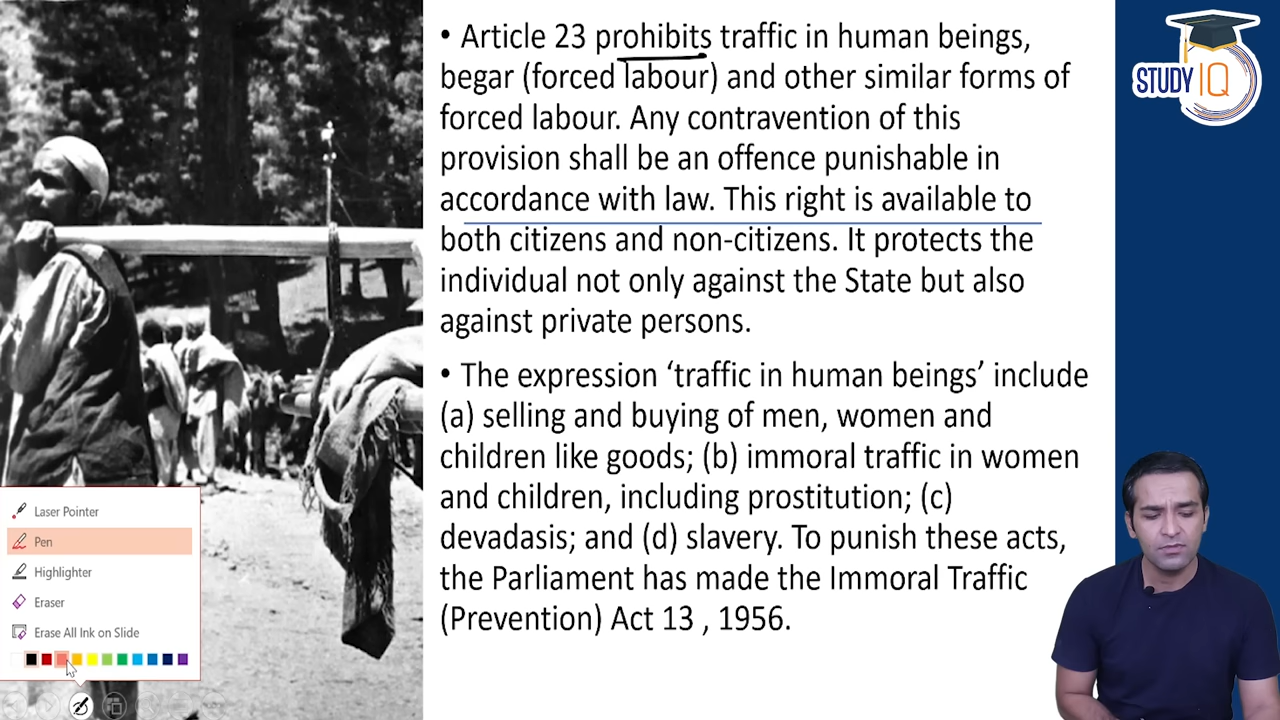 • Article 23 prohibits traffic in human beings,
begar (forced labour) and other similar forms of
forced labour. Any contravention of this
provision shall be an offence punishable in
accordance with law. This right is available to
both citizens and non-citizens. It protects the
individual not only against the State but also
against private persons.
• The expression ‘traffic in human beings’ include
(a) selling and buying of men, women and
children like goods; (b) immoral traffic in women
and children, including prostitution; (c)
devadasis; and (d) slavery. To punish these acts,
the Parliament has made the Immoral Traffic
(Prevention) Act 13 , 1956.
STUDY IQ
Laser Pointer
Pen
Highlighter
Eraser
Erase All Ink on Slide